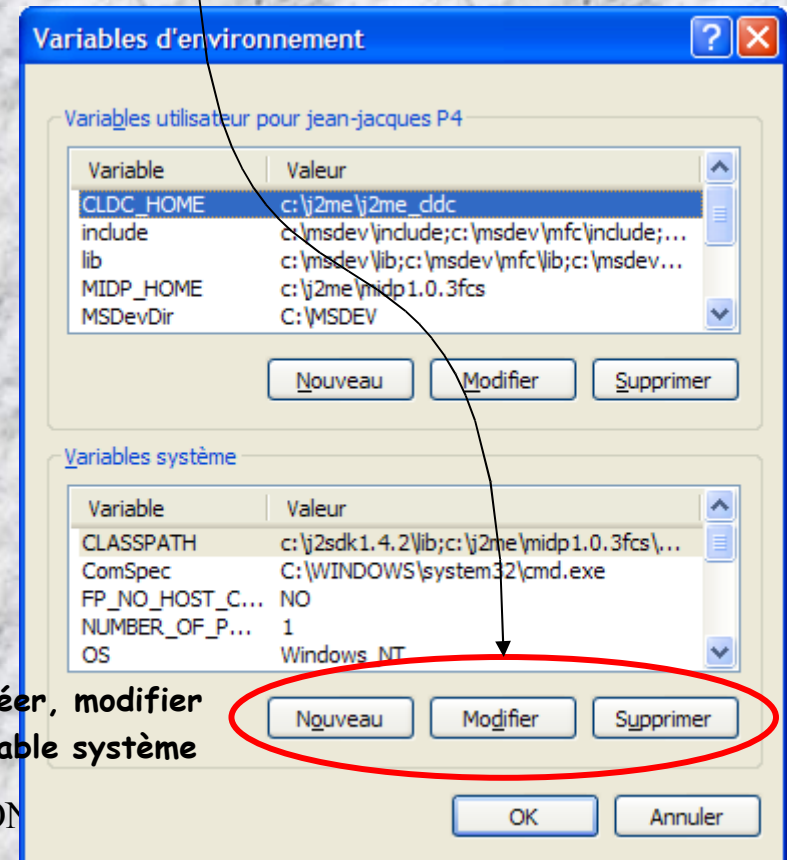 Variables d'environnement
Variables utilisateur pour jean-jacques P4
Variable Valeur
CLDC_HOME c:\j2me\j2me_cldc
include c:\msdev\include;c:\msdev\mfc\include;...
lib c:\msdev\lib;c:\msdev\mfc\lib;c:\msdev...
MIDP_HOME c:\j2me\midp1.0.3fcs
MSDevDir C:\MSDEV
Nouveau Modifier Supprimer
Variables système
Variable Valeur
CLASSPATH c:\j2sdk1.4.2\lib;c:\j2me\midp1.0.3fcs\...
ComSpec C:\WINDOWS\system32\cmd.exe
FP_NO_HOST_C... NO
NUMBER_OF_P... 1
OS Windows_NT
éer, modifier
able système
Nouveau Modifier Supprimer
OK Annuler